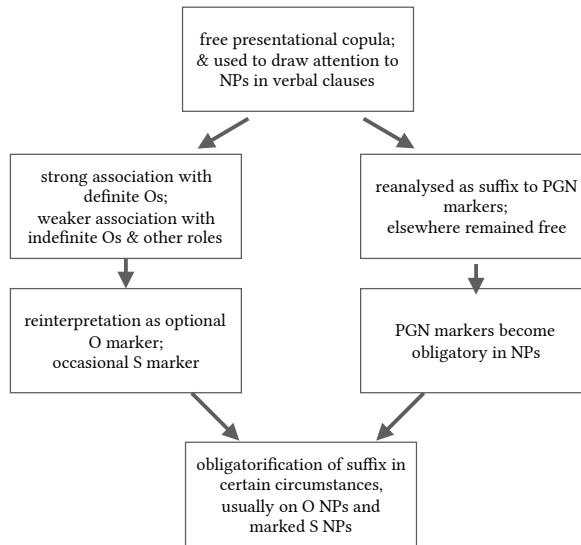 free presentational copula;
& used to draw attention to
NPs in verbal clauses
strong association with
definite Os;
weaker association with
indefinite Os & other roles
reanalysed as suffix to PGN
markers;
elsewhere remained free
reinterpretation as optional
O marker;
occasional S marker
PGN markers become
obligatory in NPs
obligatorification of suffix in
certain circumstances,
usually on O NPs and
marked S NPs